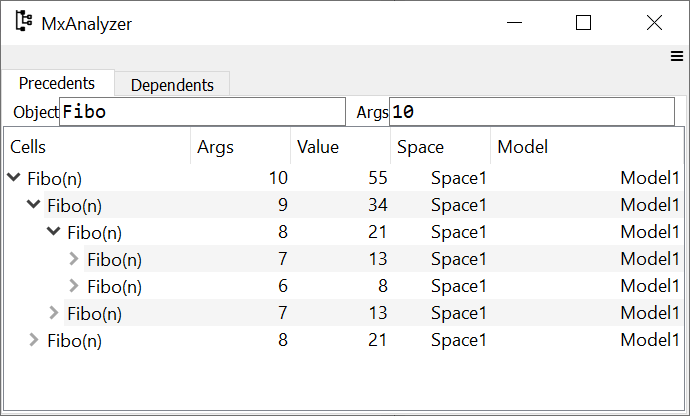 MxAnalyzer
Precedents Dependents
Object Fibo Args 10
Cells Args Value Space Model
Fibo(n) 10 55 Space1 Model1
Fibo(n) 9 34 Space1 Model1
Fibo(n) 8 21 Space1 Model1
Fibo(n) 7 13 Space1 Model1
Fibo(n) 6 8 Space1 Model1
Fibo(n) 7 13 Space1 Model1
Fibo(n) 8 21 Space1 Model1